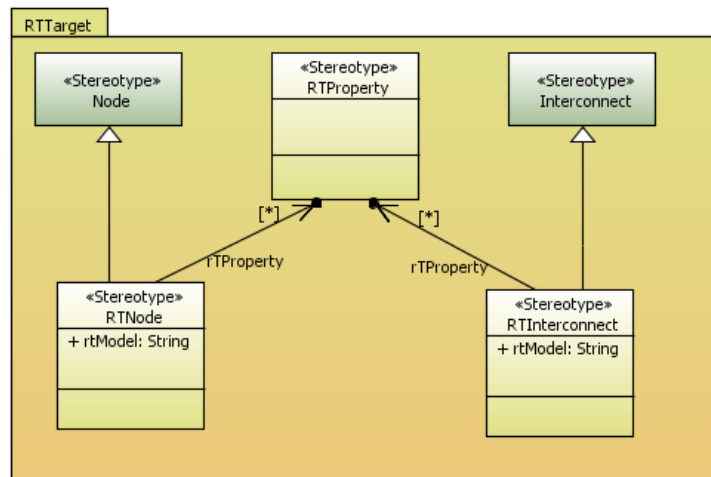 RTTarget
«Stereotype»
Node
«Stereotype»
RTProperty
«Stereotype»
Interconnect
[*]
[*]
rTProperty
rTProperty
«Stereotype»
RTNode
+ rtModel: String
«Stereotype»
RTInterconnect
+ rtModel: String